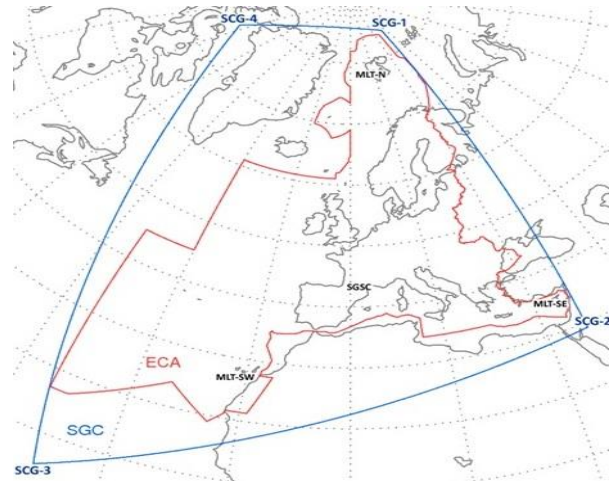 SCG-4
SCG-1
MLT-N
SGSC
MLT-SE
SCG-2
ECA
MLT-SW
SGC
SCG-3